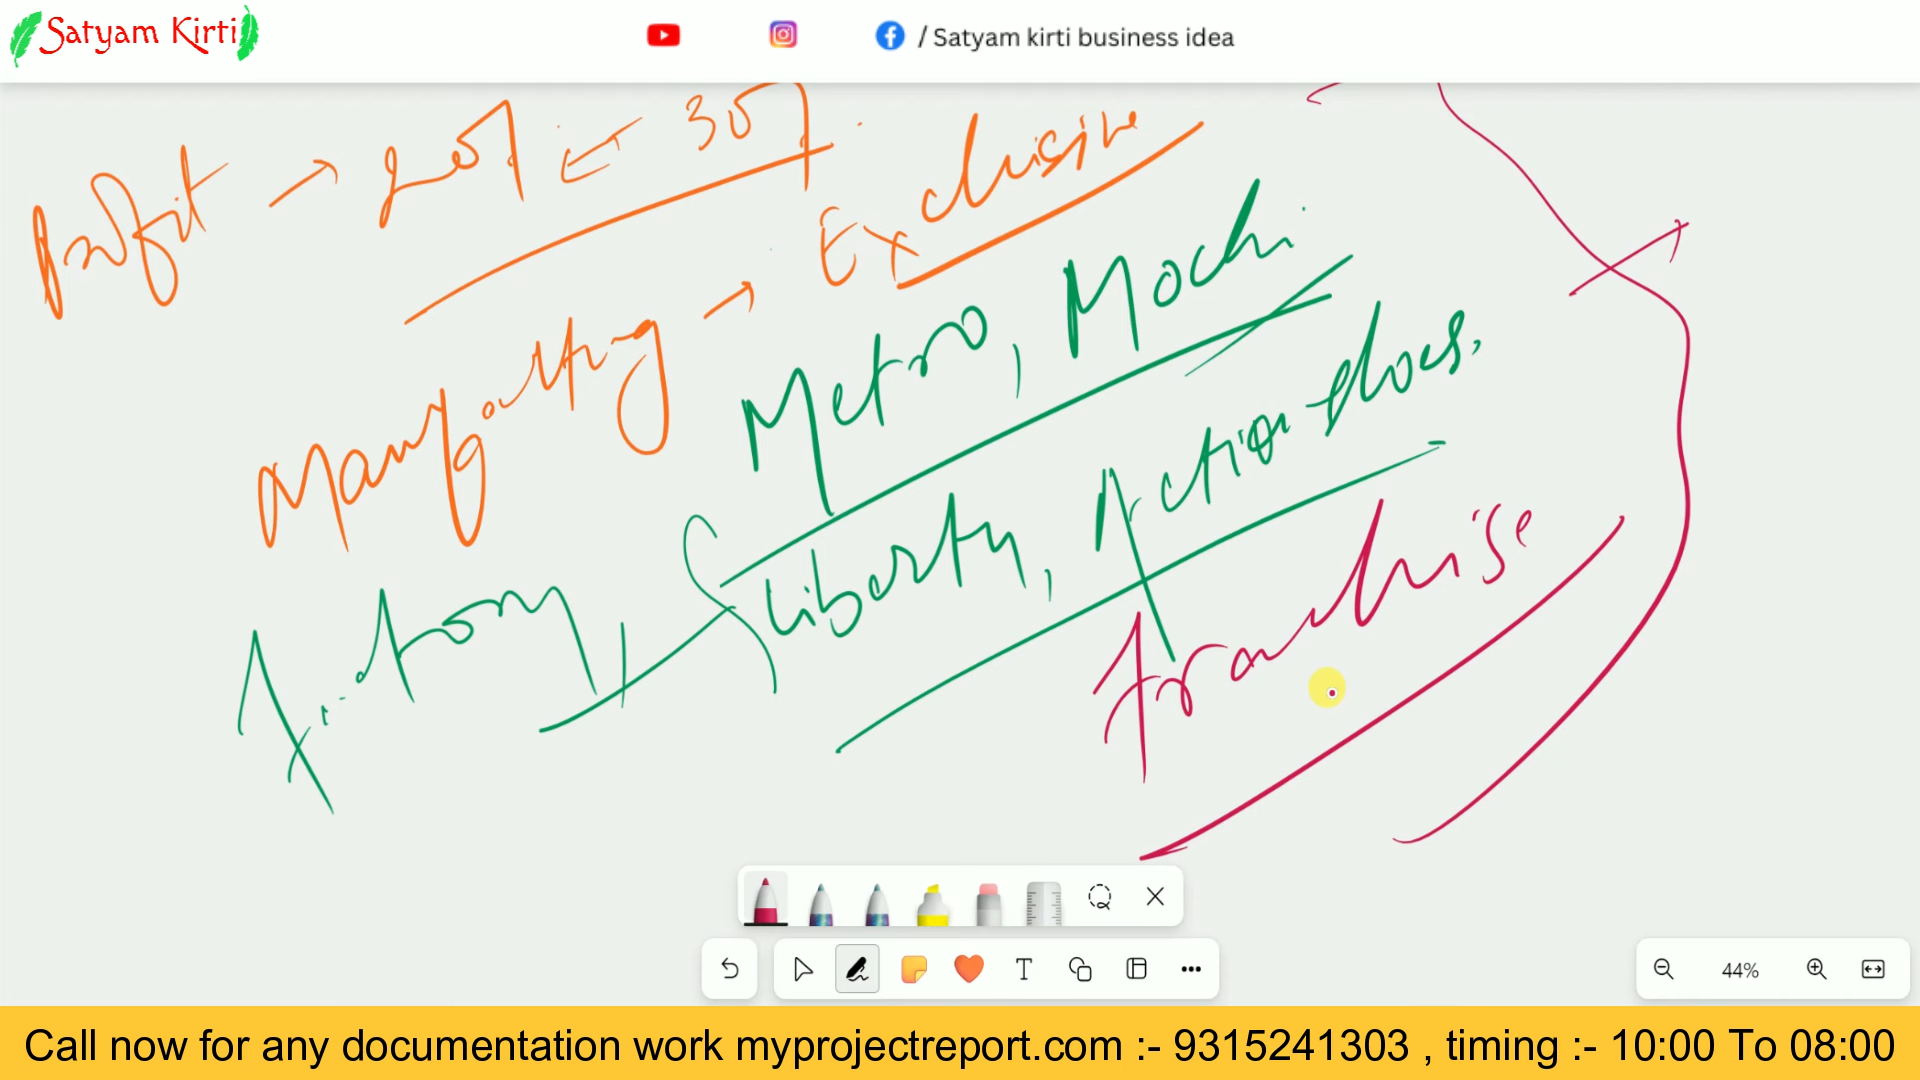 Satyam Kirti
/ Satyam kirti business idea
Profit → 20% 30%
Manufacturing → Exclusive
Metro, Mochi
Liberty, Action shoes,
Factory
Franchise
44%
Call now for any documentation work myprojectreport.com :- 9315241303 , timing :- 10:00 To 08:00